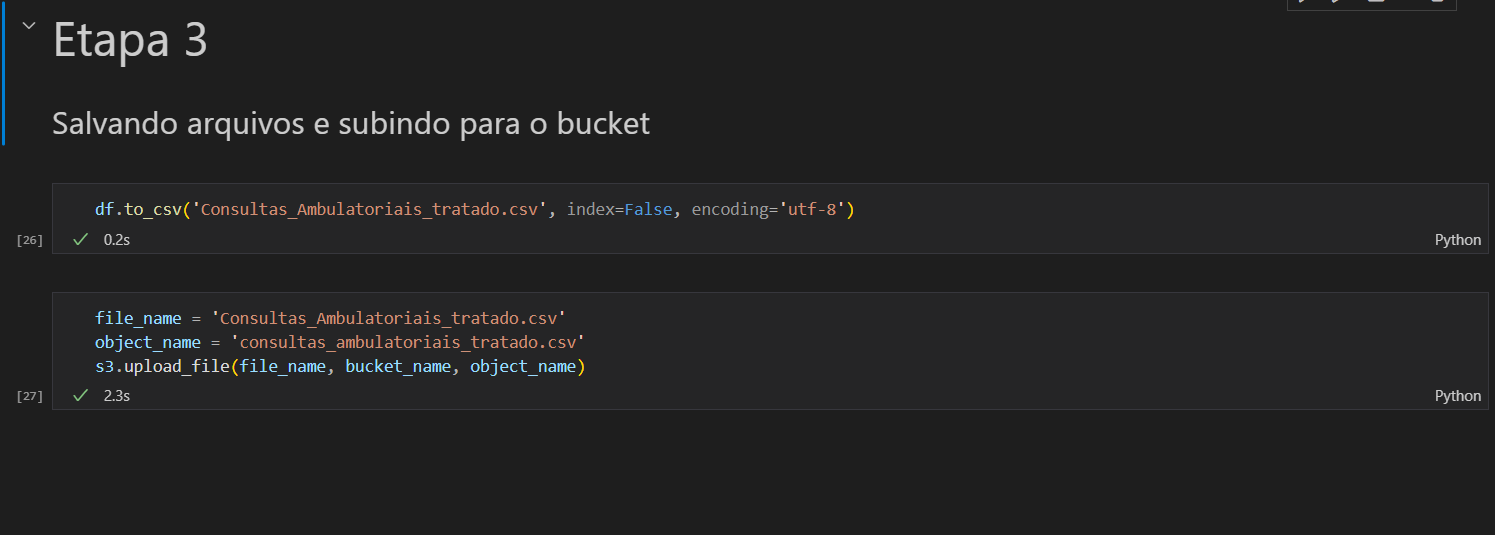 Etapa 3
Salvando arquivos e subindo para o bucket
df.to_csv('Consultas_Ambulatoriais_tratado.csv', index=False, encoding='utf-8')
[26] 0.2s Python
file_name = 'Consultas_Ambulatoriais_tratado.csv'
object_name = 'consultas_ambulatoriais_tratado.csv'
s3.upload_file(file_name, bucket_name, object_name)
[27] 2.3s Python